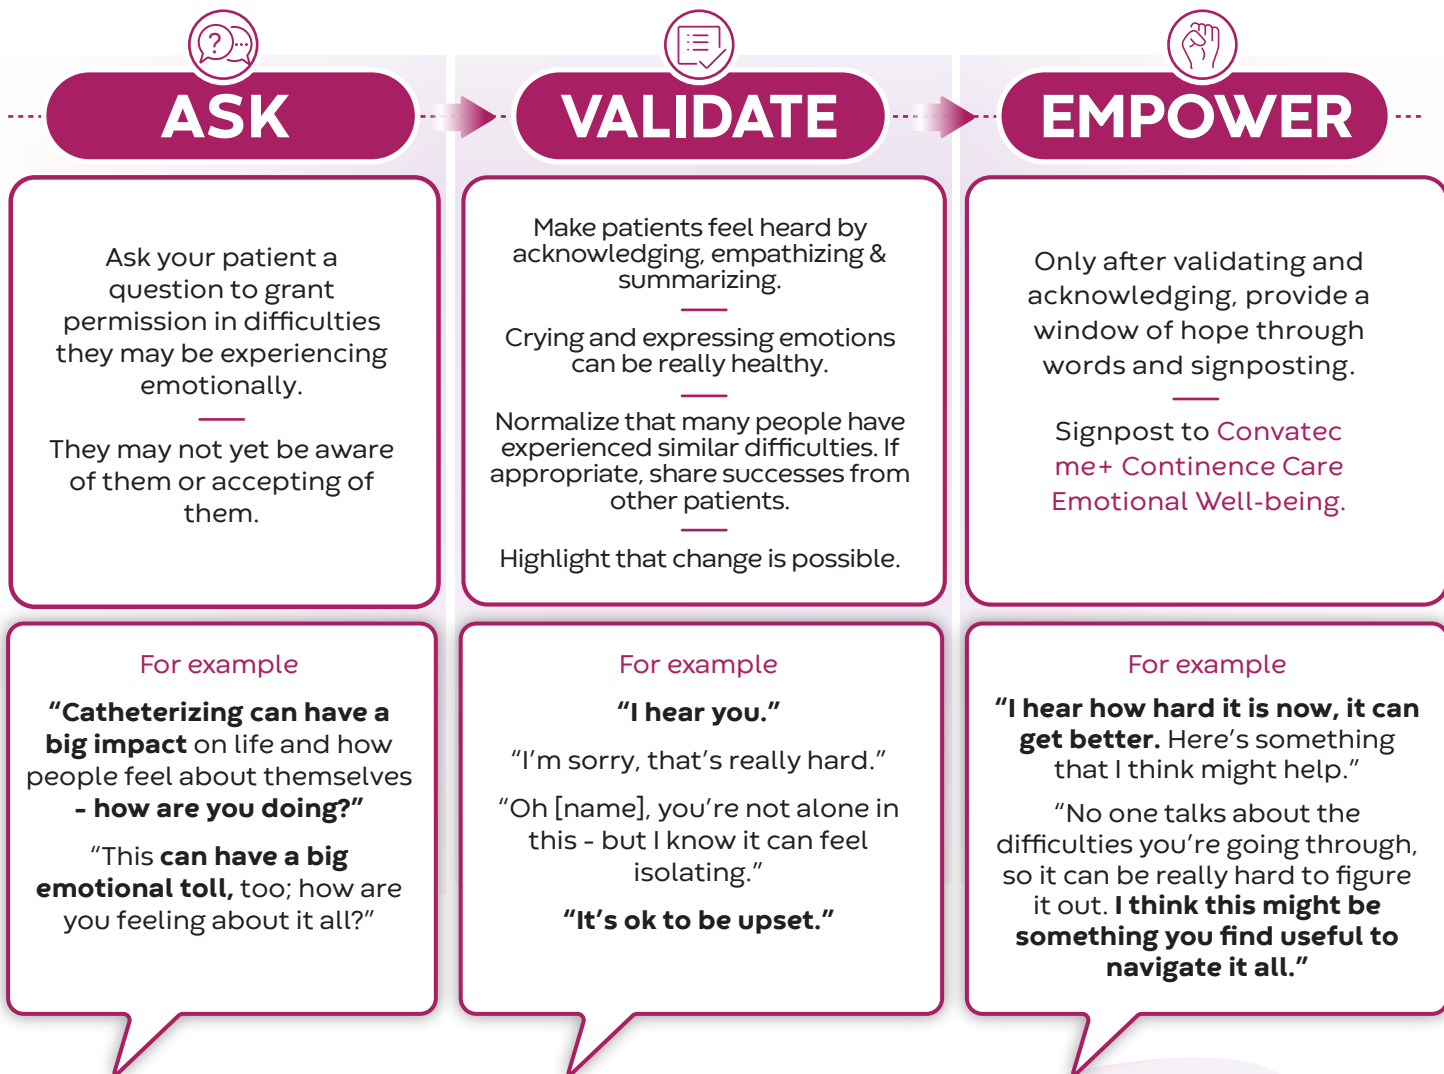 ASK
Ask your patient a
question to grant
permission in difficulties
they may be experiencing
emotionally.
They may not yet be aware
of them or accepting of
them.
For example
“Catheterizing can have a
big impact on life and how
people feel about themselves
- how are you doing?”
“This can have a big
emotional toll, too; how are
you feeling about it all?”
VALIDATE
Make patients feel heard by
acknowledging, empathizing &
summarizing.
Crying and expressing emotions
can be really healthy.
Normalize that many people have
experienced similar difficulties. If
appropriate, share successes from
other patients.
Highlight that change is possible.
For example
“I hear you.”
“I’m sorry, that’s really hard.”
“Oh [name], you’re not alone in
this - but I know it can feel
isolating.”
“It’s ok to be upset.”
EMPOWER
Only after validating and
acknowledging, provide a
window of hope through
words and signposting.
Signpost to Convatec
me+ Continence Care
Emotional Well-being.
For example
“I hear how hard it is now, it can
get better. Here’s something
that I think might help.”
“No one talks about the
difficulties you’re going through,
so it can be really hard to figure
it out. I think this might be
something you find useful to
navigate it all.”